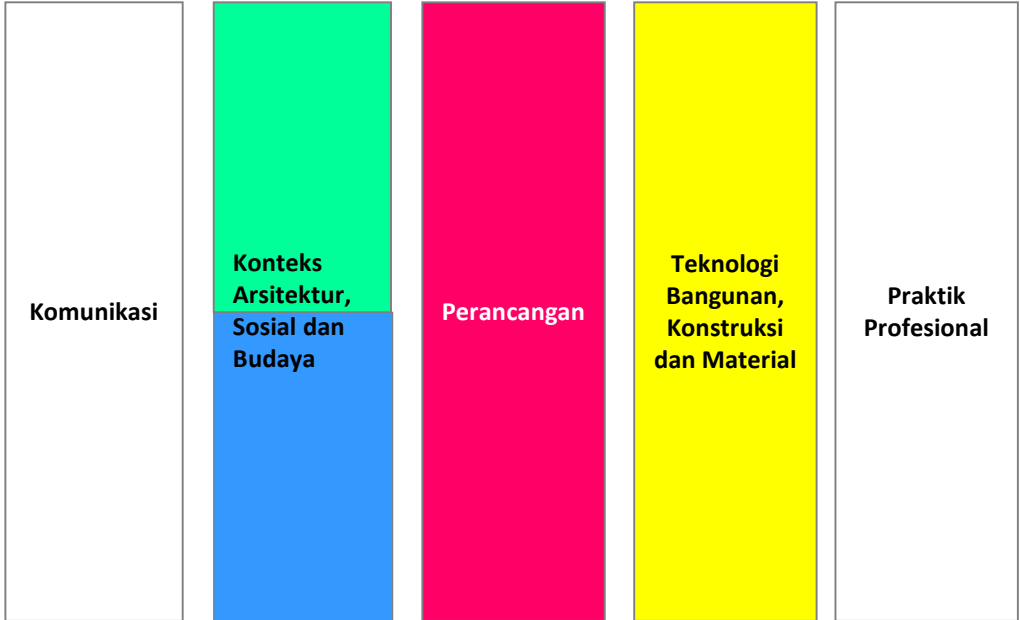 Komunikasi
Konteks
Arsitektur,
Sosial dan
Budaya
Perancangan
Teknologi
Bangunan,
Konstruksi
dan Material
Praktik
Profesional